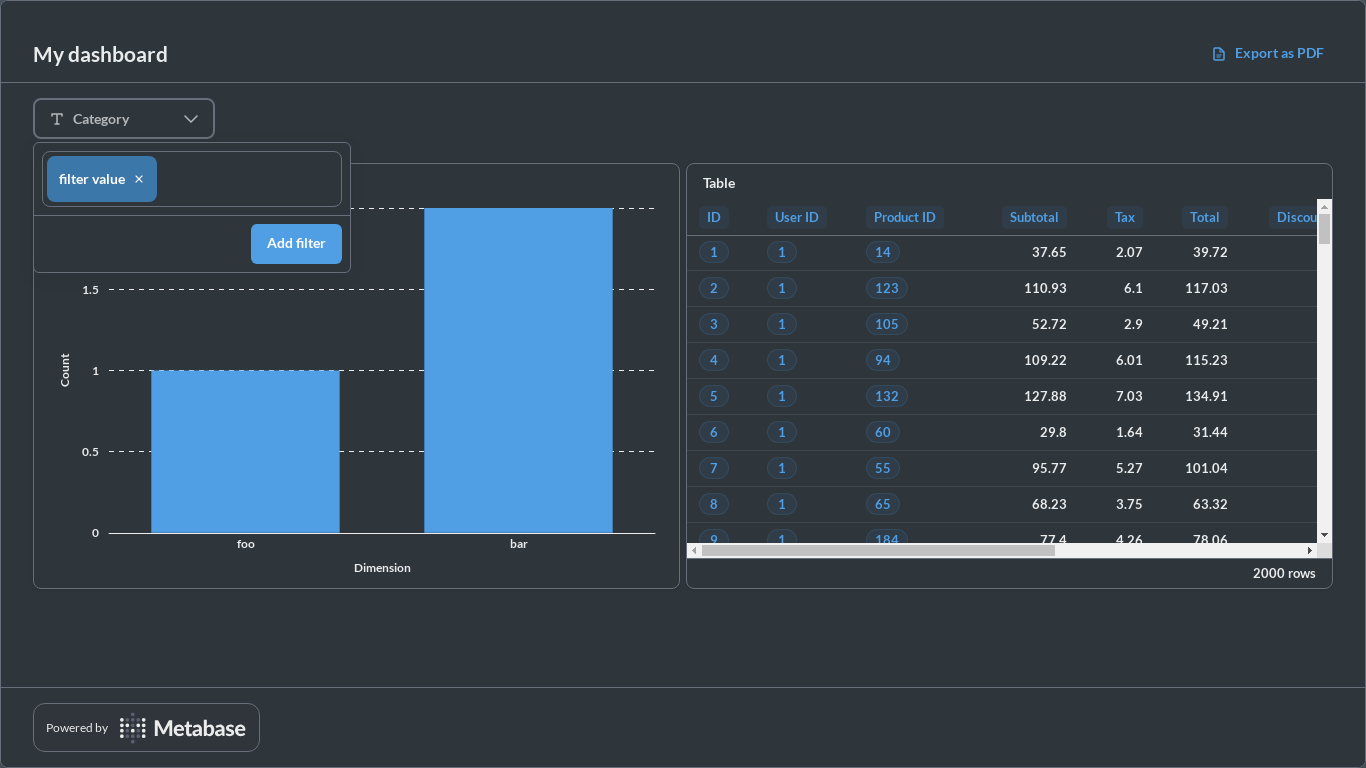 My dashboard
Export as PDF
Category
filter value
Add filter
1.5
1
0.5
0
Count
foo
bar
Dimension
Table
ID User ID Product ID Subtotal Tax Total Discou
1 1 14 37.65 2.07 39.72
2 1 123 110.93 6.1 117.03
3 1 105 52.72 2.9 49.21
4 1 94 109.22 6.01 115.23
5 1 132 127.88 7.03 134.91
6 1 60 29.8 1.64 31.44
7 1 55 95.77 5.27 101.04
8 1 65 68.23 3.75 63.32
9 1 184 77.4 4.26 78.06
2000 rows
Powered by Metabase